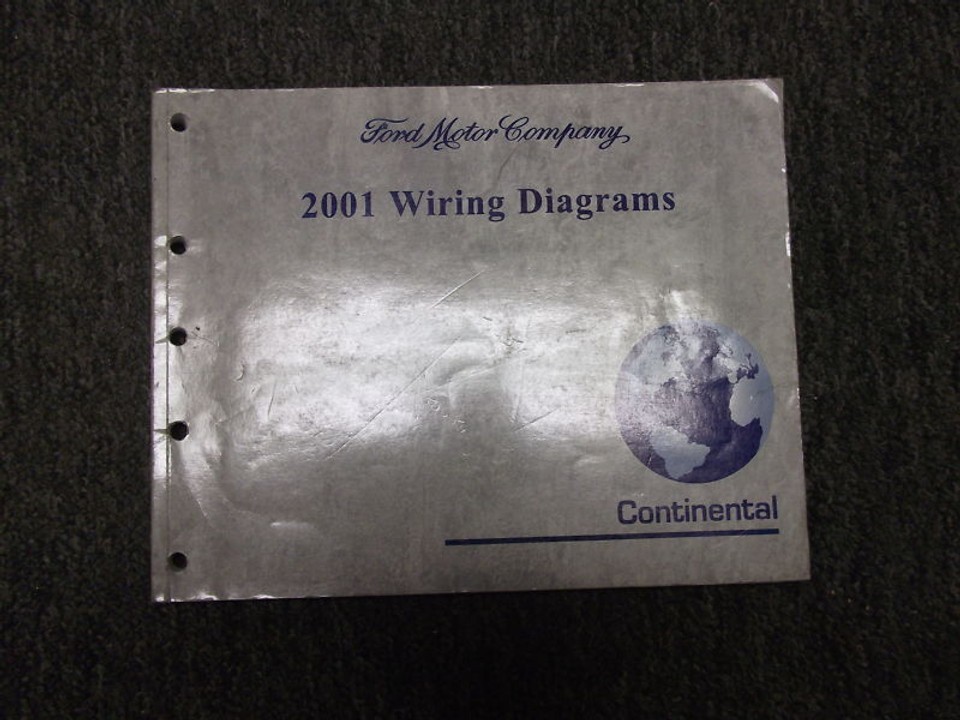 Ford Motor Company
2001 Wiring Diagrams
Continental